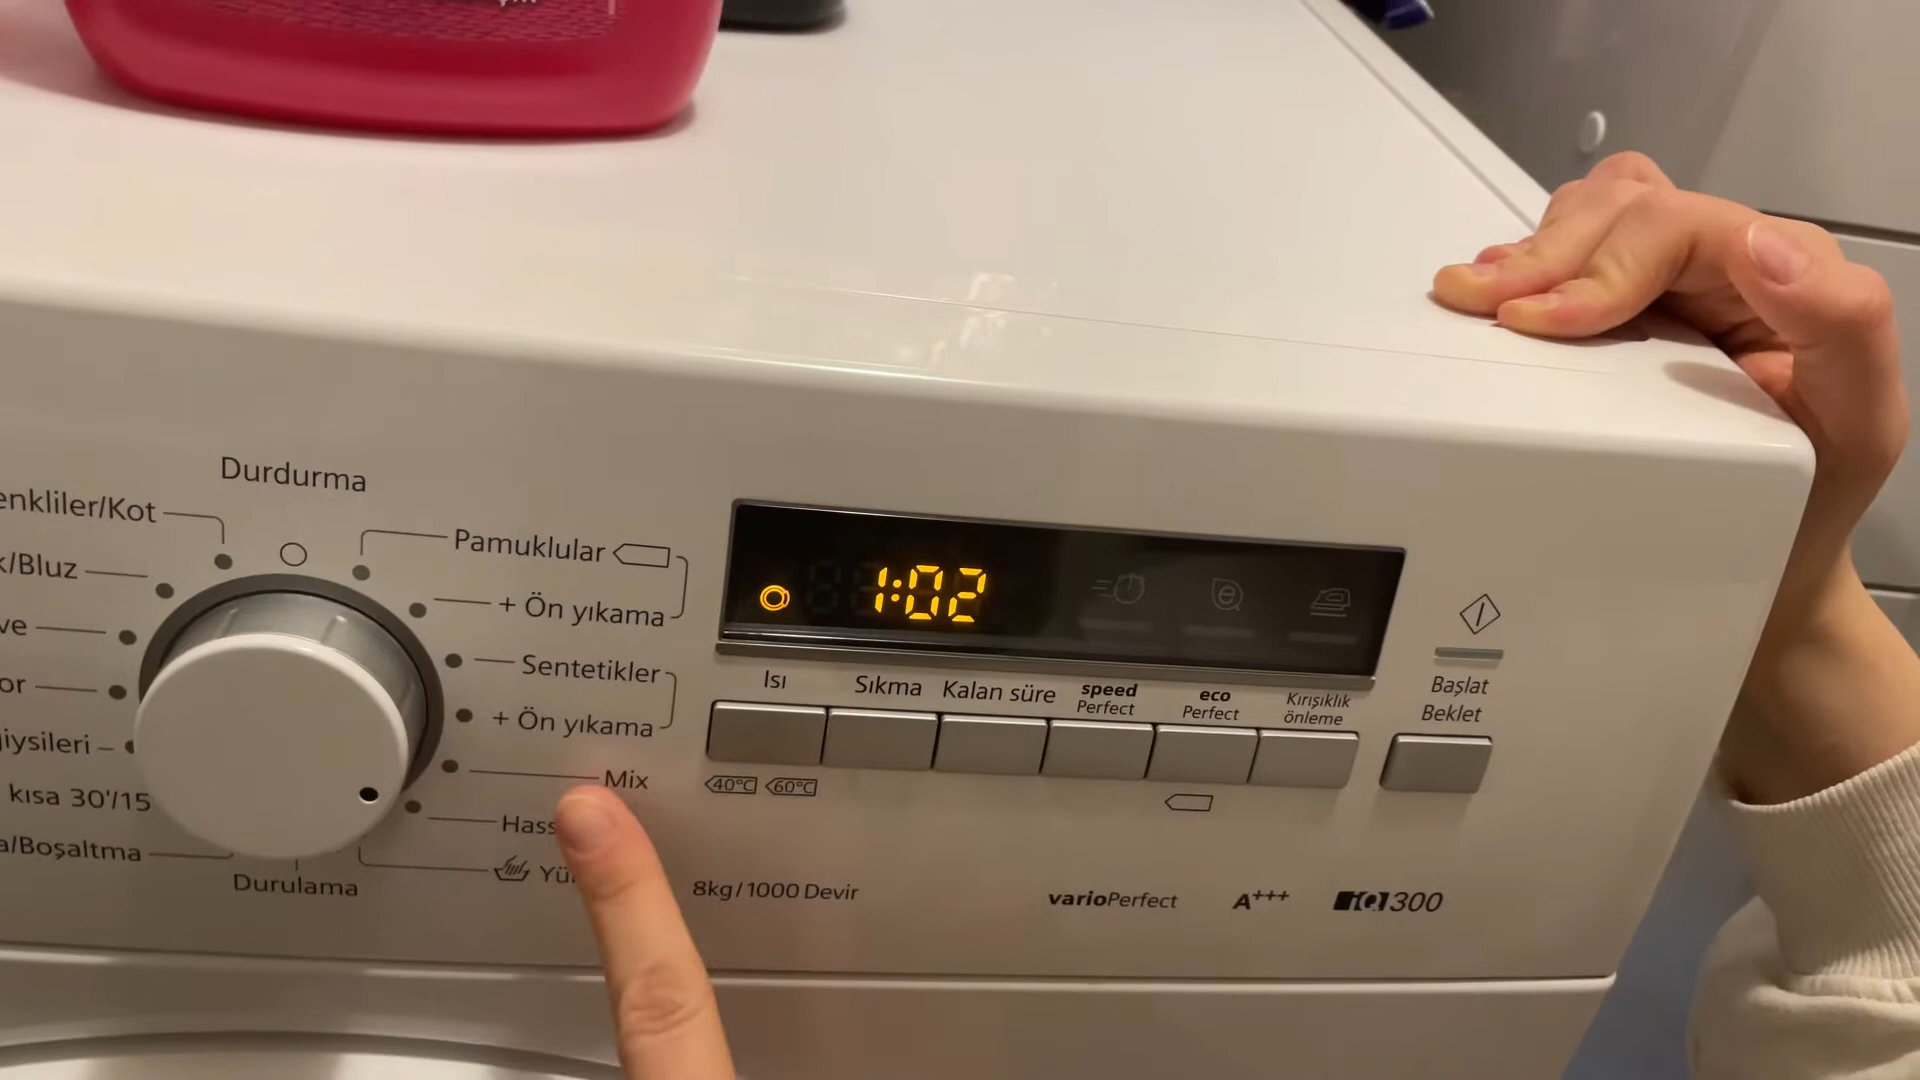 Durdurma
enkliler/Kot
k/Bluz
ve
or
iysileri
kısa 30'/15
a/Boşaltma
Durulama
Pamuklular
+ Ön yıkama
Sentetikler
+ Ön yıkama
Mix
Hass
Yü
1:02
Isı
Sıkma
Kalan süre
speed
Perfect
eco
Perfect
Kırışıklık
önleme
Başlat
Beklet
40°C 60°C
8kg/1000 Devir
varioPerfect
A+++
iQ300